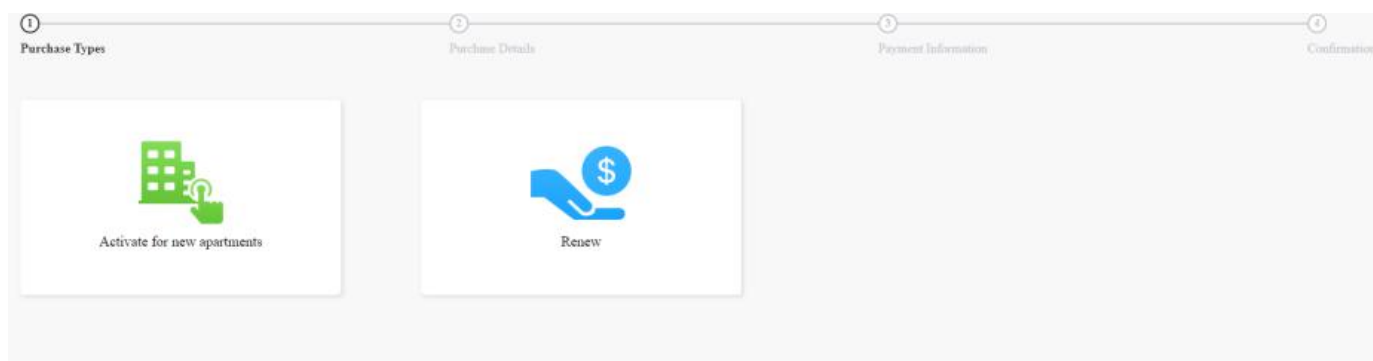 1 2 3 4
Purchase Types Purchase Details Payment Information Confirmation
$
Activate for new apartments Renew